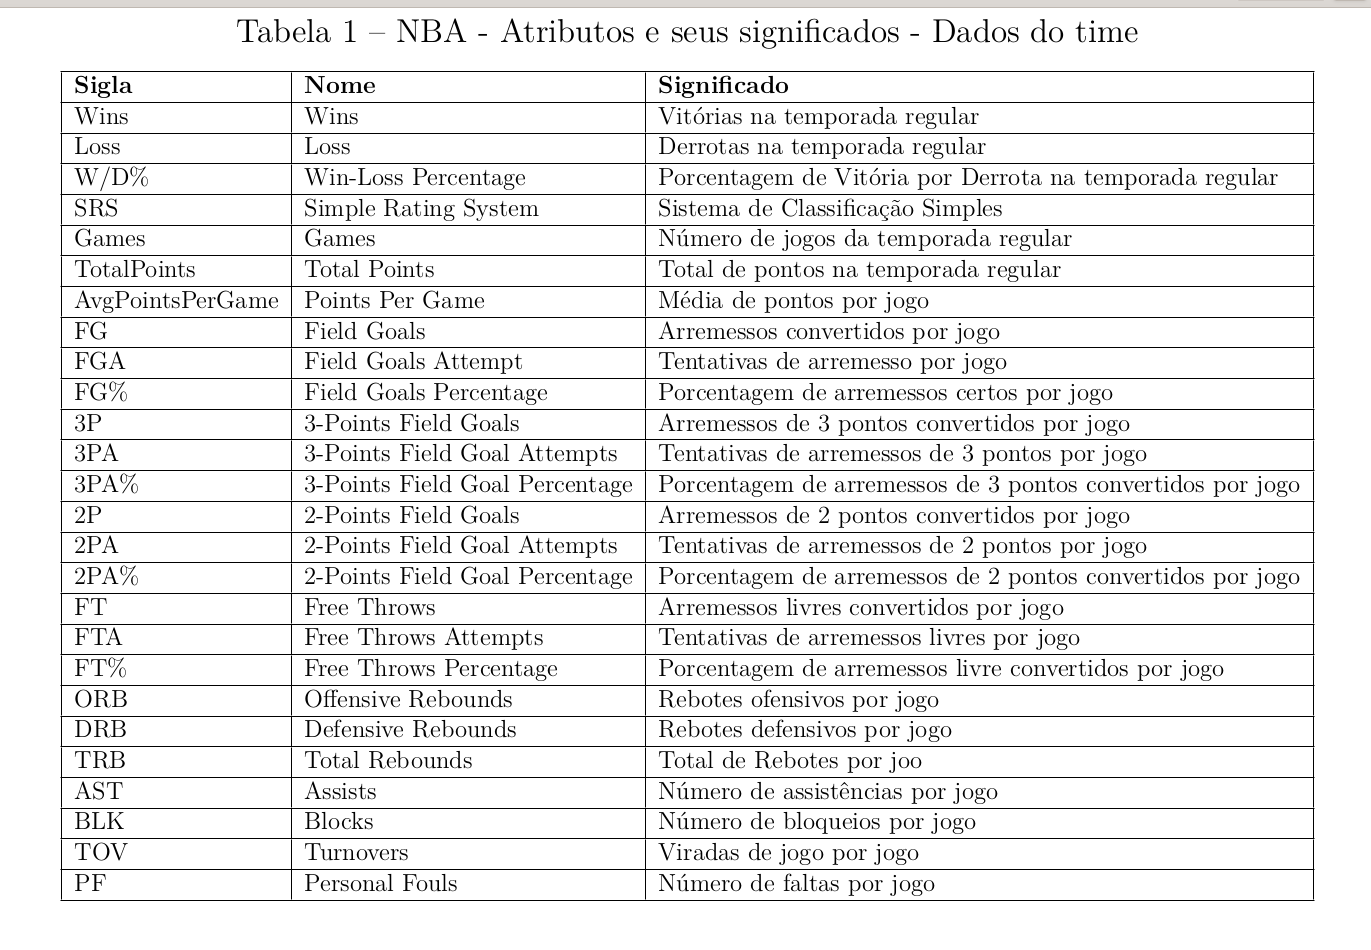 Tabela 1 – NBA - Atributos e seus significados - Dados do time
Sigla Nome Significado
Wins Wins Vitórias na temporada regular
Loss Loss Derrotas na temporada regular
W/D% Win-Loss Percentage Porcentagem de Vitória por Derrota na temporada regular
SRS Simple Rating System Sistema de Classificação Simples
Games Games Número de jogos da temporada regular
TotalPoints Total Points Total de pontos na temporada regular
AvgPointsPerGame Points Per Game Média de pontos por jogo
FG Field Goals Arremessos convertidos por jogo
FGA Field Goals Attempt Tentativas de arremesso por jogo
FG% Field Goals Percentage Porcentagem de arremessos certos por jogo
3P 3-Points Field Goals Arremessos de 3 pontos convertidos por jogo
3PA 3-Points Field Goal Attempts Tentativas de arremessos de 3 pontos por jogo
3PA% 3-Points Field Goal Percentage Porcentagem de arremessos de 3 pontos convertidos por jogo
2P 2-Points Field Goals Arremessos de 2 pontos convertidos por jogo
2PA 2-Points Field Goal Attempts Tentativas de arremessos de 2 pontos por jogo
2PA% 2-Points Field Goal Percentage Porcentagem de arremessos de 2 pontos convertidos por jogo
FT Free Throws Arremessos livres convertidos por jogo
FTA Free Throws Attempts Tentativas de arremessos livres por jogo
FT% Free Throws Percentage Porcentagem de arremessos livre convertidos por jogo
ORB Offensive Rebounds Rebotes ofensivos por jogo
DRB Defensive Rebounds Rebotes defensivos por jogo
TRB Total Rebounds Total de Rebotes por joo
AST Assists Número de assistências por jogo
BLK Blocks Número de bloqueios por jogo
TOV Turnovers Viradas de jogo por jogo
PF Personal Fouls Número de faltas por jogo